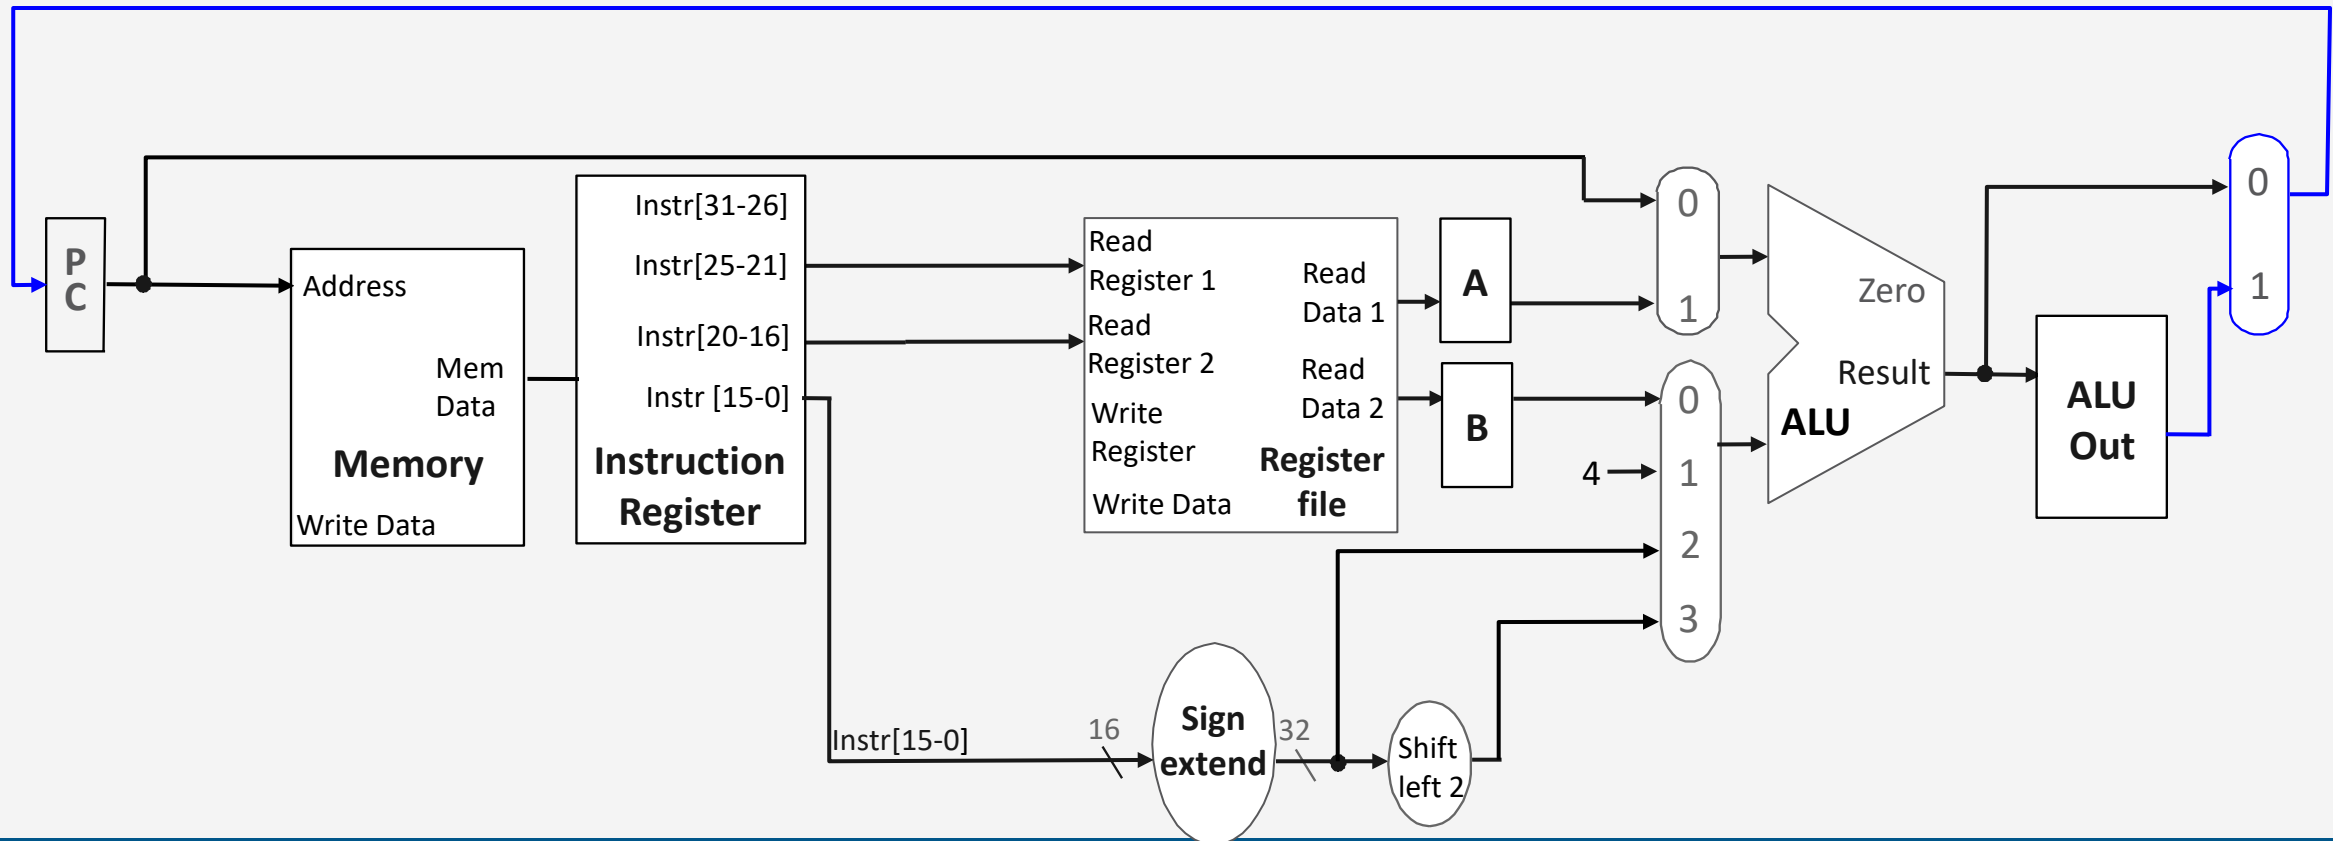 P
C
Address
Mem
Data
Memory
Write Data
Instr[31-26]
Instr[25-21]
Instr[20-16]
Instr [15-0]
Instruction
Register
Instr[15-0]
16
Sign
extend
32
Shift
left 2
Read
Register 1
Read
Register 2
Write
Register
Write Data
Read
Data 1
Read
Data 2
Register
file
A
B
4
0
1
0
1
2
3
Zero
Result
ALU
ALU
Out
0
1